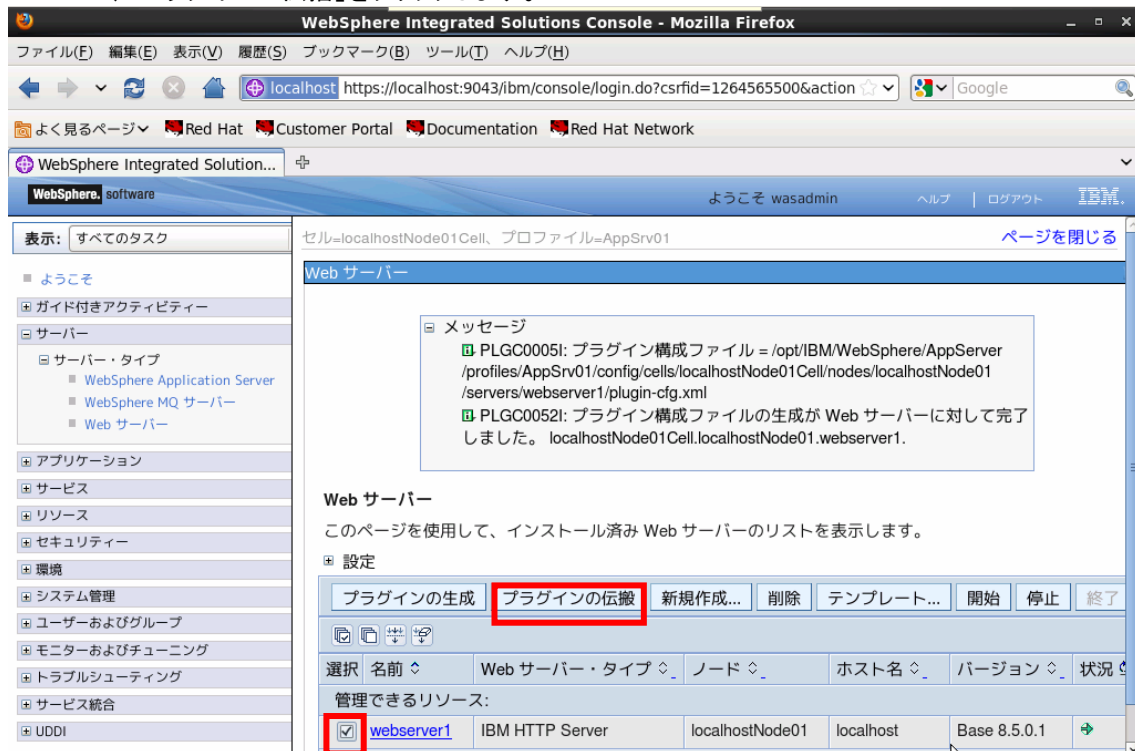 WebSphere Integrated Solutions Console - Mozilla Firefox
ファイル(F) 編集(E) 表示(V) 履歴(S) ブックマーク(B) ツール(T) ヘルプ(H)
localhost https://localhost:9043/ibm/console/login.do?csrfid=1264565500&action Google
よく見るページ Red Hat Customer Portal Documentation Red Hat Network
WebSphere Integrated Solution...
WebSphere. software ようこそ wasadmin ヘルプ | ログアウト IBM.
表示: すべてのタスク
セル=localhostNode01Cell、プロファイル=AppSrv01 ページを閉じる
ようこそ
ガイド付きアクティビティー
サーバー
サーバー・タイプ
WebSphere Application Server
WebSphere MQ サーバー
Web サーバー
アプリケーション
サービス
リソース
セキュリティー
環境
システム管理
ユーザーおよびグループ
モニターおよびチューニング
トラブルシューティング
サービス統合
UDDI
Web サーバー
メッセージ
PLGC0005I: プラグイン構成ファイル = /opt/IBM/WebSphere/AppServer
/profiles/AppSrv01/config/cells/localhostNode01Cell/nodes/localhostNode01
/servers/webserver1/plugin-cfg.xml
PLGC0052I: プラグイン構成ファイルの生成が Web サーバーに対して完了
しました。 localhostNode01Cell.localhostNode01.webserver1.
Web サーバー
このページを使用して、インストール済み Web サーバーのリストを表示します。
設定
プラグインの生成 プラグインの伝搬 新規作成... 削除 テンプレート... 開始 停止 終了
選択 名前 Web サーバー・タイプ ノード ホスト名 バージョン 状況
管理できるリソース:
webserver1 IBM HTTP Server localhostNode01 localhost Base 8.5.0.1